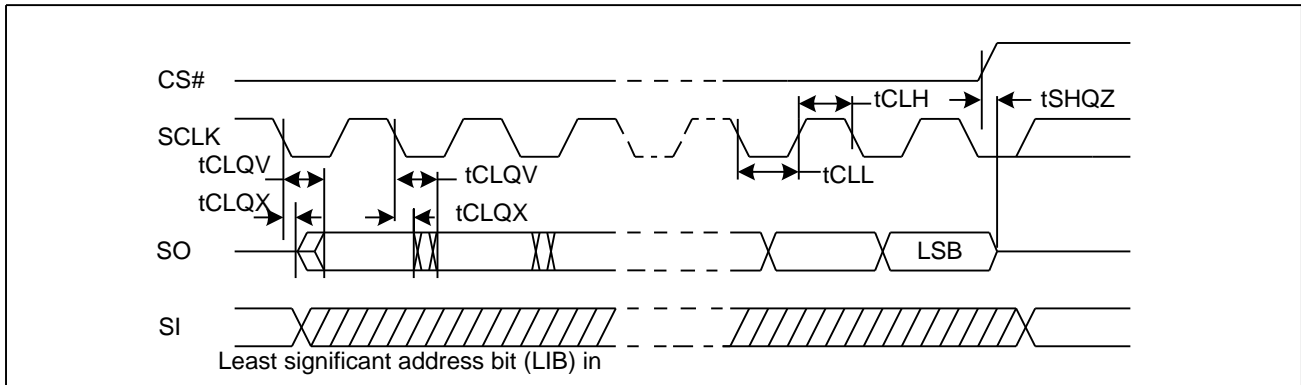 CS#
tCLH
tSHQZ
SCLK
tCLQV
tCLQV
tCLL
tCLQX
tCLQX
SO
LSB
SI
Least significant address bit (LIB) in